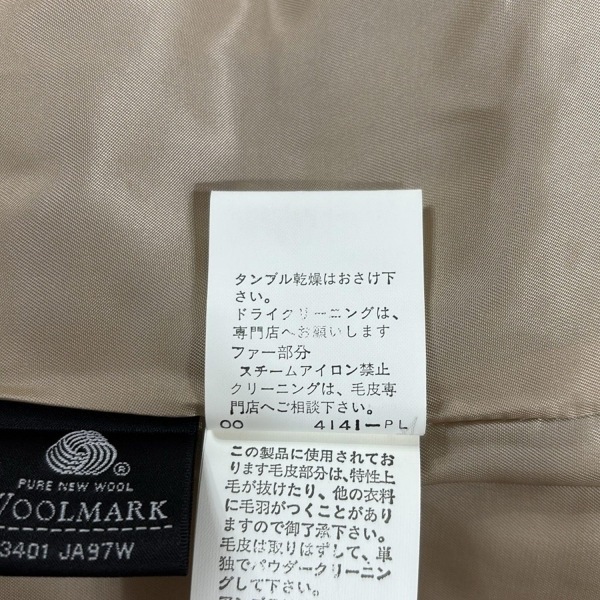 タンブル乾燥はおさけ下
さい。
ドライクリーニングは、
専門店へお願いします
ファー部分
スチームアイロン禁止
クリーニングは、毛皮専
門店へご相談下さい。
00 4141-PL
この製品に使用されてお
ります毛皮部分は、特性上
毛が抜けたり、他の衣料
に毛羽がつくことがあり
ますので御了承下さい。
毛皮は取りはずして、単
独でパウダークリーニン
グして下さい。
®
PURE NEW WOOL
WOOLMARK
3401 JA97W